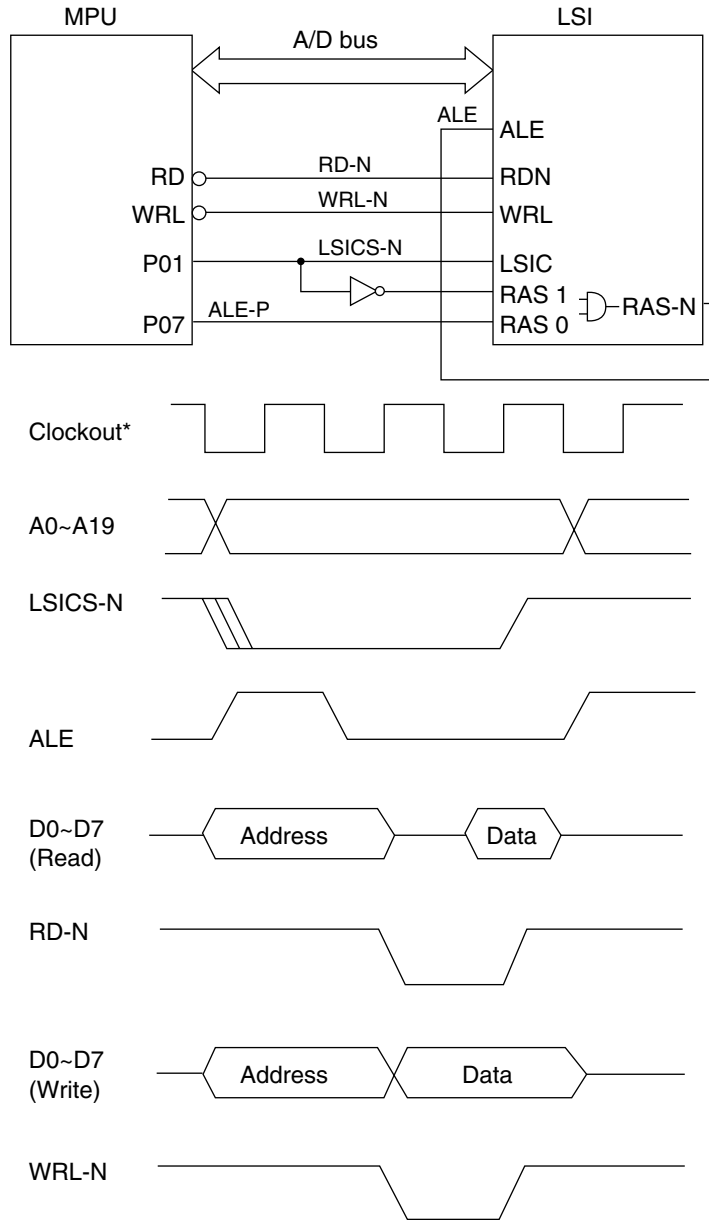 MPU
LSI
A/D bus
ALE
ALE
RD
RD-N
RDN
WRL
WRL-N
WRL
P01
LSICS-N
LSIC
RAS 1
RAS-N
P07
ALE-P
RAS 0
Clockout*
A0~A19
LSICS-N
ALE
D0~D7
(Read)
Address
Data
RD-N
D0~D7
(Write)
Address
Data
WRL-N